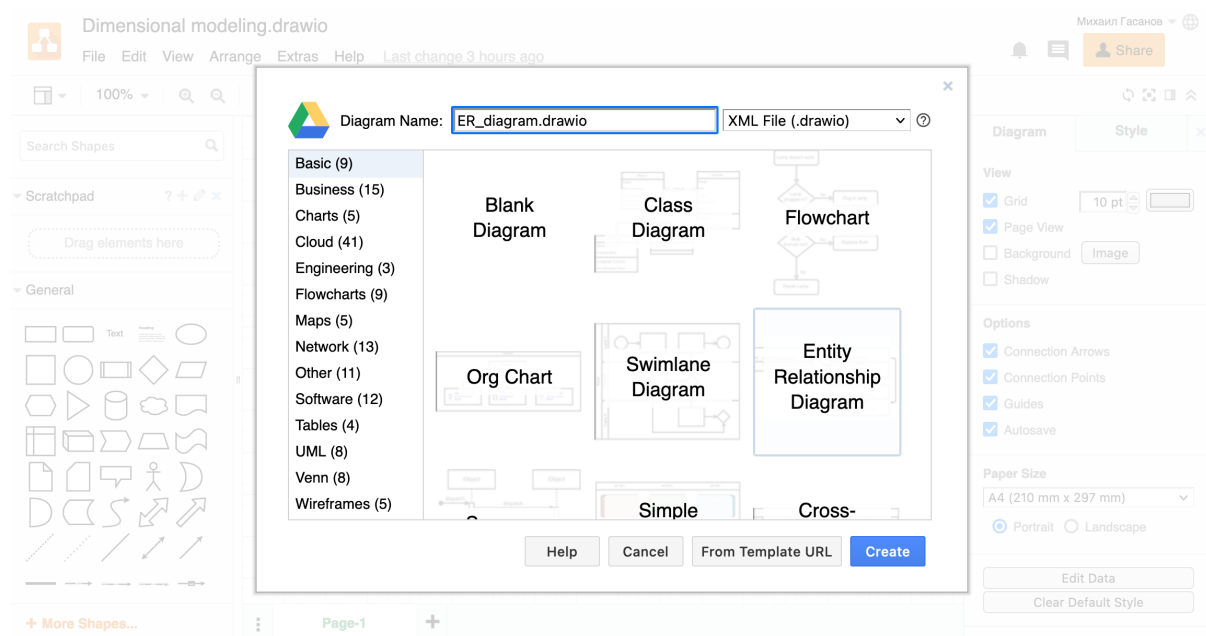 Dimensional modeling.drawio
Михаил Гасанов
File Edit View Arrange Extras Help Last change 3 hours ago
Share
100%
Search Shapes
Scratchpad
?
Drag elements here
General
Text
Heading
More Shapes...
Diagram Name: ER_diagram.drawio XML File (.drawio)
Basic (9)
Business (15)
Charts (5)
Cloud (41)
Engineering (3)
Flowcharts (9)
Maps (5)
Network (13)
Other (11)
Software (12)
Tables (4)
UML (8)
Venn (8)
Wireframes (5)
Blank
Diagram
Class
Diagram
Flowchart
Org Chart
Swimlane
Diagram
Entity
Relationship
Diagram
Object
Object
Simple
Cross-
Help Cancel From Template URL Create
Page-1
Diagram Style
View
Grid 10 pt
Page View
Background Image
Shadow
Options
Connection Arrows
Connection Points
Guides
Autosave
Paper Size
A4 (210 mm x 297 mm)
Portrait Landscape
Edit Data
Clear Default Style